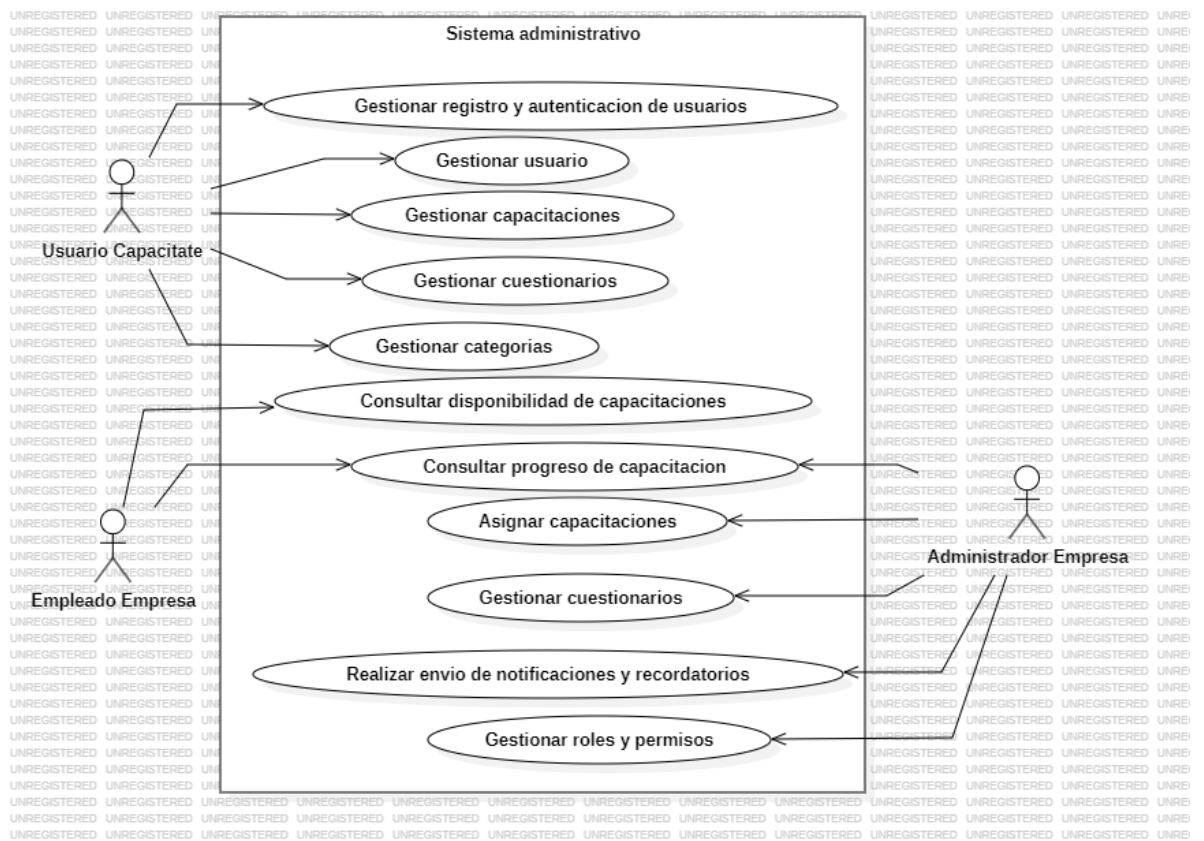 Sistema administrativo
Gestionar registro y autenticacion de usuarios
Gestionar usuario
Gestionar capacitaciones
Usuario Capacitate
Gestionar cuestionarios
Gestionar categorias
Consultar disponibilidad de capacitaciones
Consultar progreso de capacitacion
Asignar capacitaciones
Administrador Empresa
Empleado Empresa
Gestionar cuestionarios
Realizar envio de notificaciones y recordatorios
Gestionar roles y permisos
UNREGISTERED